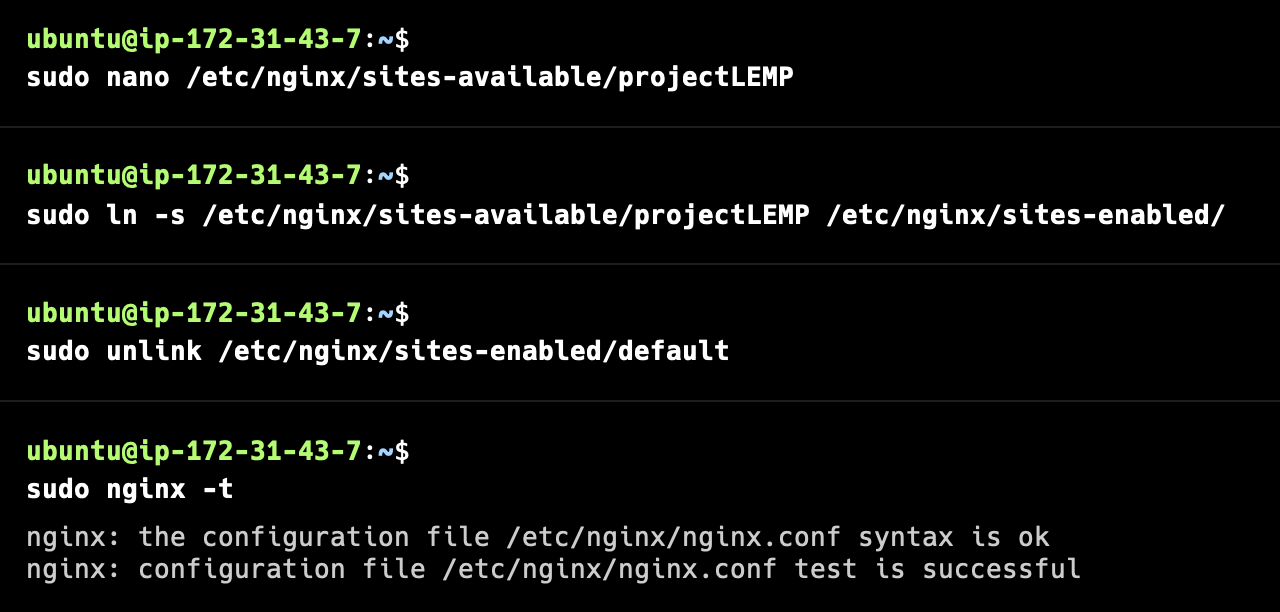 ubuntu@ip-172-31-43-7:~$
sudo nano /etc/nginx/sites-available/projectLEMP
ubuntu@ip-172-31-43-7:~$
sudo ln -s /etc/nginx/sites-available/projectLEMP /etc/nginx/sites-enabled/
ubuntu@ip-172-31-43-7:~$
sudo unlink /etc/nginx/sites-enabled/default
ubuntu@ip-172-31-43-7:~$
sudo nginx -t
nginx: the configuration file /etc/nginx/nginx.conf syntax is ok
nginx: configuration file /etc/nginx/nginx.conf test is successful